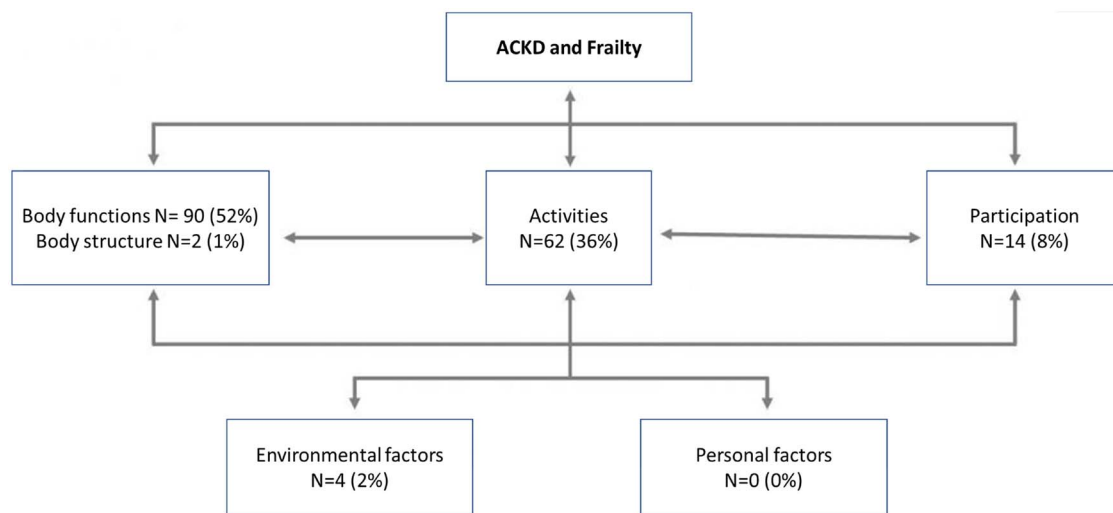 ACKD and Frailty
Body functions N= 90 (52%)
Body structure N=2 (1%)
Activities
N=62 (36%)
Participation
N=14 (8%)
Environmental factors
N=4 (2%)
Personal factors
N=0 (0%)